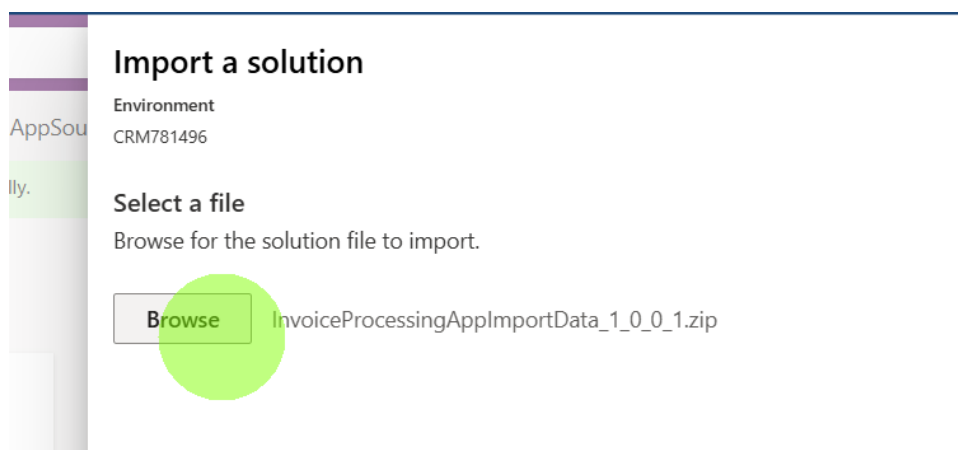 Import a solution
Environment
AppSou
CRM781496
lly.
Select a file
Browse for the solution file to import.
Browse InvoiceProcessingAppImportData_1_0_0_1.zip